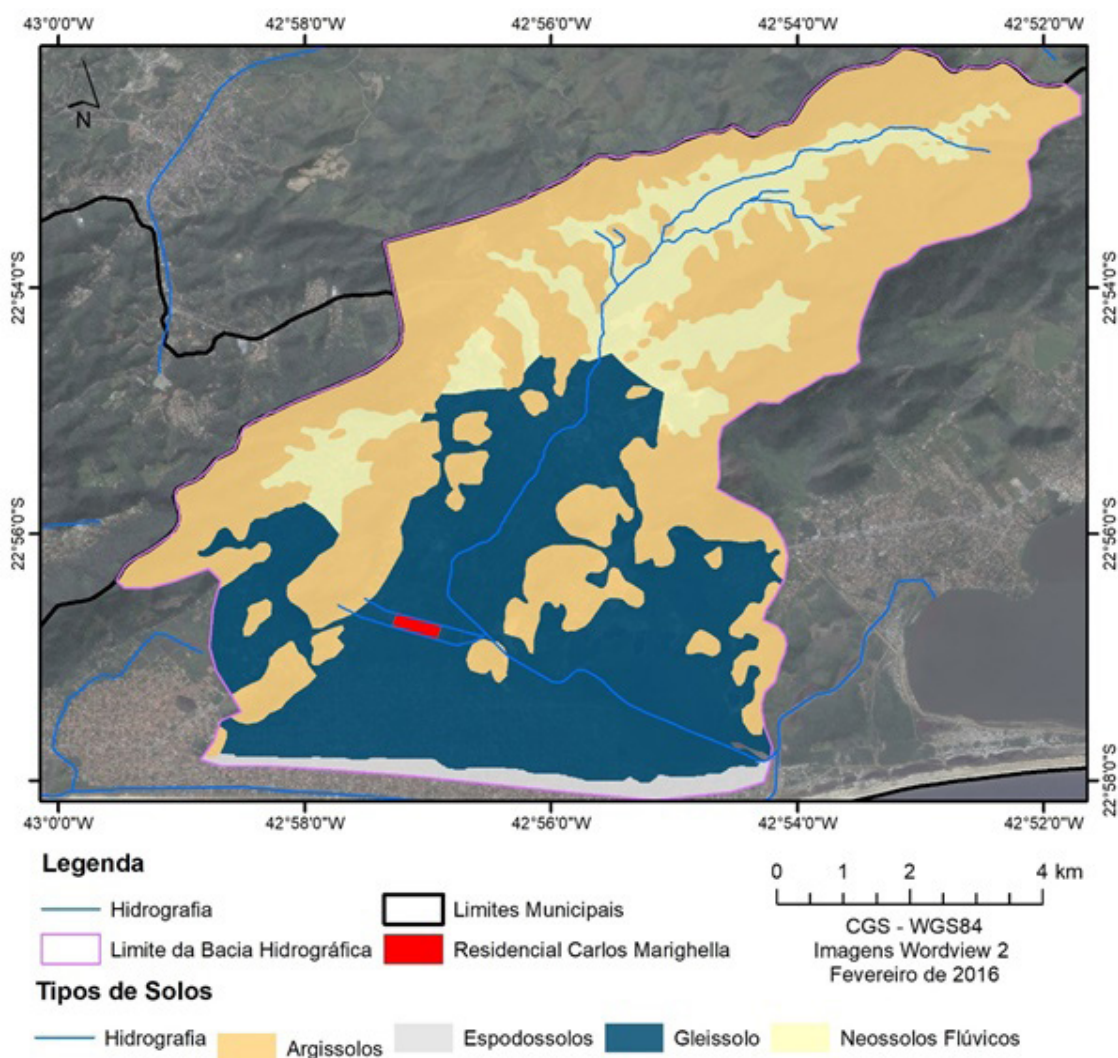 43°0'0"W 42°58'0"W 42°56'0"W 42°54'0"W 42°52'0"W
N
22°54'0"S 22°54'0"S
22°56'0"S 22°56'0"S
22°58'0"S
43°0'0"W 42°58'0"W 42°56'0"W 42°54'0"W 42°52'0"W
Legenda
Hidrografia Limites Municipais
Limite da Bacia Hidrográfica Residencial Carlos Marighella
0 1 2 4 km
CGS - WGS84
Imagens Wordview 2
Fevereiro de 2016
Tipos de Solos
Hidrografia Argissolos Espodossolos Gleissolo Neossolos Flúvicos